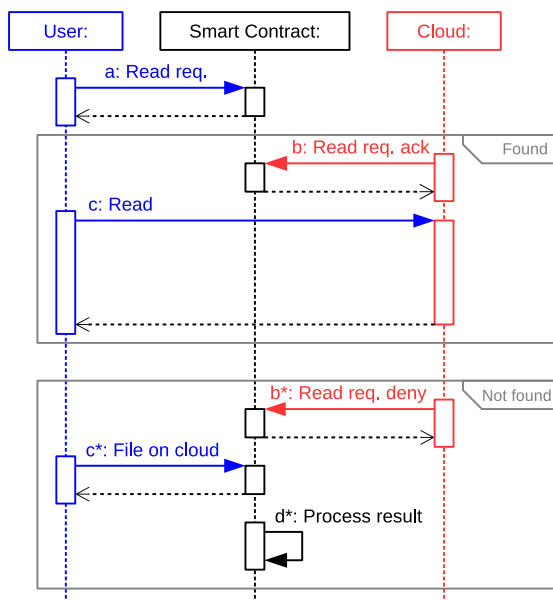 User:
Smart Contract:
Cloud:
a: Read req.
b: Read req. ack
Found
c: Read
b*: Read req. deny
Not found
c*: File on cloud
d*: Process result